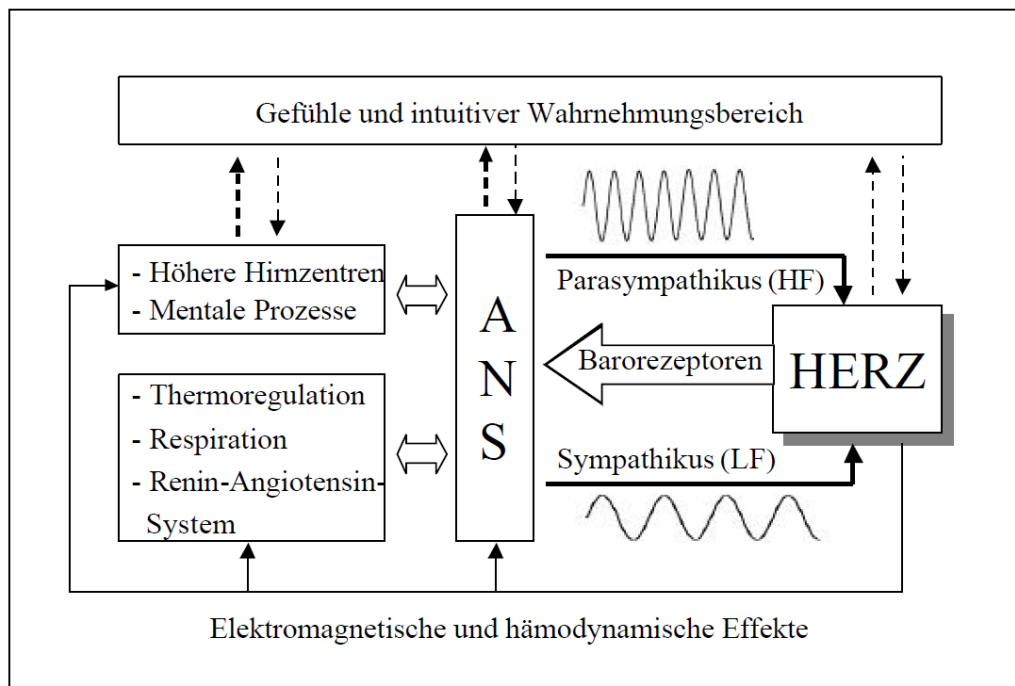 Gefühle und intuitiver Wahrnehmungsbereich
- Höhere Hirnzentren
- Mentale Prozesse
- Thermoregulation
- Respiration
- Renin-Angiotensin-
System
A
N
S
Parasympathikus (HF)
Barorezeptoren
HERZ
Sympathikus (LF)
Elektromagnetische und hämodynamische Effekte